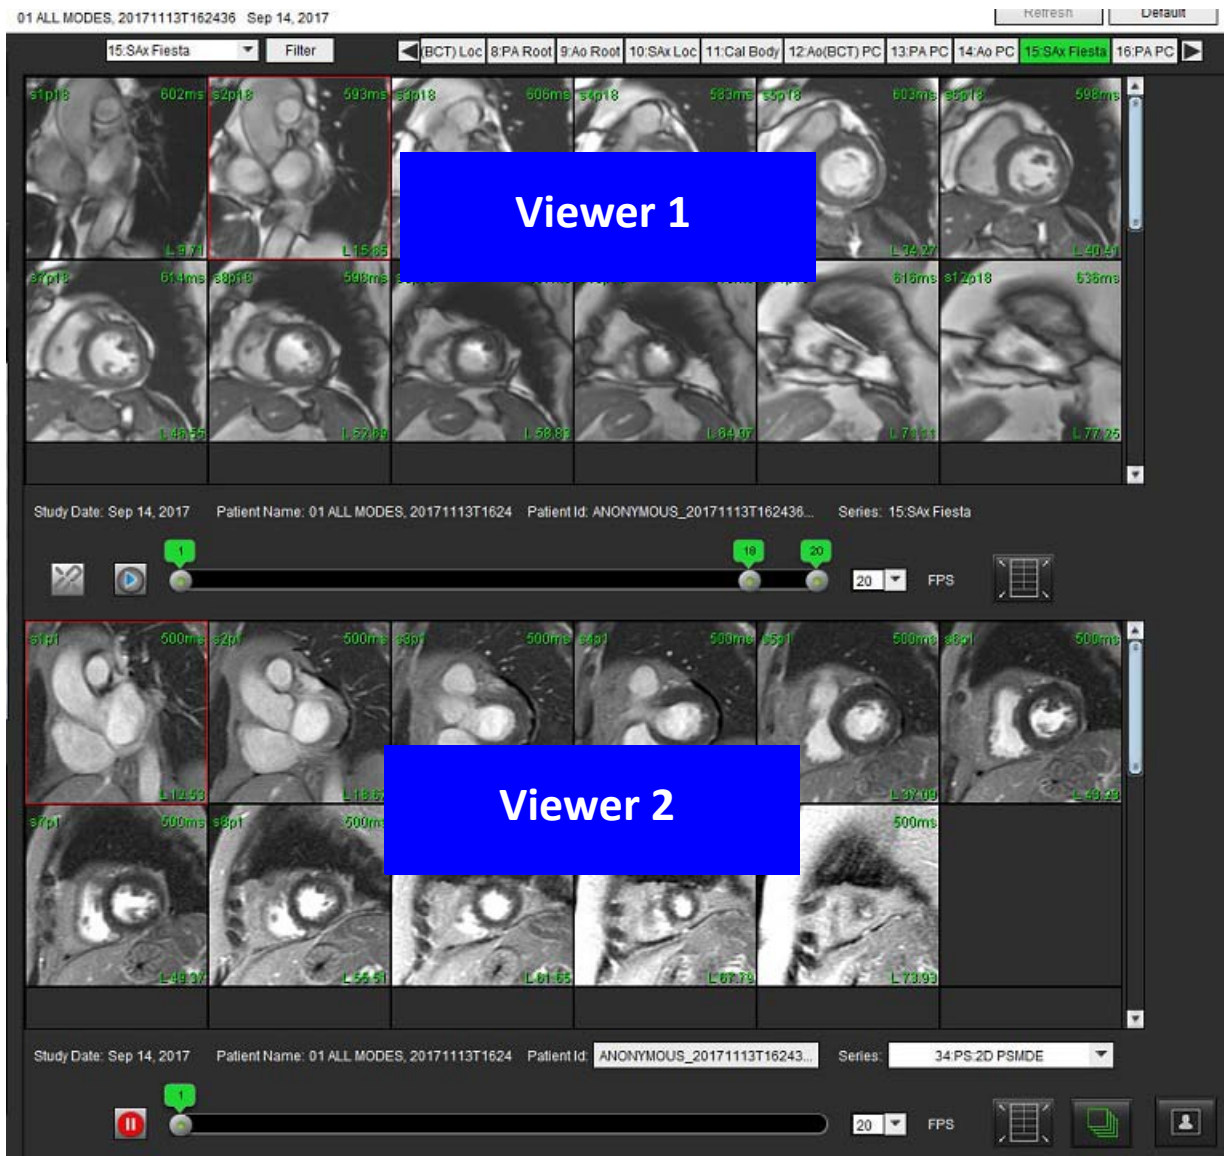 01 ALL MODES, 20171113T162436 Sep 14, 2017
Refresh Default
15:SAx Fiesta Filter (BCT) Loc 8:PA Root 9:Ao Root 10:SAx Loc 11:Cal Body 12:Ao(BCT) PC 13:PA PC 14:Ao PC 15:SAx Fiesta 16:PA PC
s1p18 602ms s2p18 593ms s3p18 606ms s4p18 583ms s5p18 603ms s6p18 598ms
Viewer 1
L 9.71 L 15.85 L 34.27 L 40.41
s7p18 614ms s8p18 598ms 616ms s12p18 636ms
L 46.55 L 52.69 L 58.83 L 64.97 L 71.11 L 77.25
Study Date: Sep 14, 2017 Patient Name: 01 ALL MODES, 20171113T1624 Patient Id: ANONYMOUS_20171113T162436... Series: 15:SAx Fiesta
1 18 20
20 FPS
s1p1 500ms s2p1 500ms s3p1 500ms s4p1 500ms s5p1 500ms s6p1 500ms
Viewer 2
L 12.53 L 18.67 L 37.09 L 43.23
s7p1 500ms s8p1 500ms 500ms
L 49.37 L 55.51 L 61.65 L 67.79 L 73.93
Study Date: Sep 14, 2017 Patient Name: 01 ALL MODES, 20171113T1624 Patient Id: ANONYMOUS_20171113T16243... Series: 34:PS:2D PSMDE
1
20 FPS